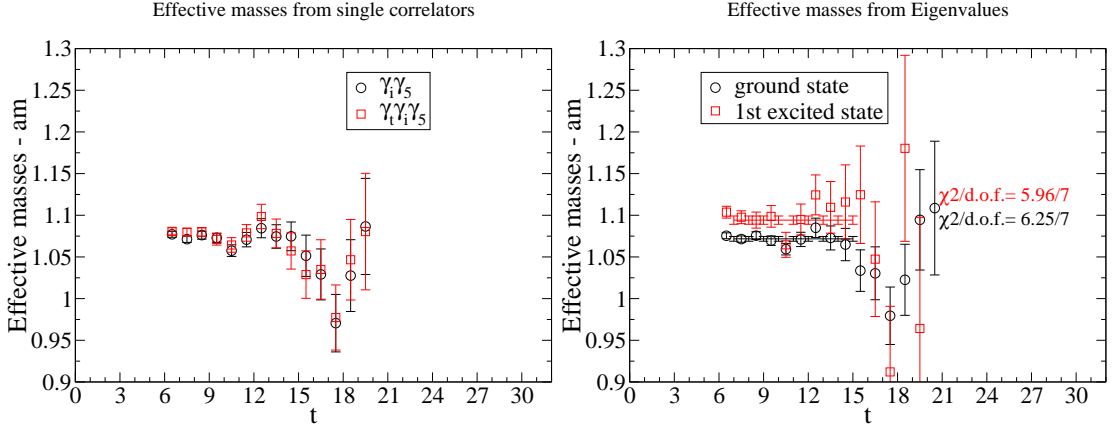 Effective masses from single correlators
1.3
1.25
1.2
1.15
1.1
1.05
1
0.95
0.9
Effective masses - am
γ_iγ_5
γ_tγ_iγ_5
0 3 6 9 12 15 18 21 24 27 30
t
Effective masses from Eigenvalues
1.3
1.25
1.2
1.15
1.1
1.05
1
0.95
0.9
Effective masses - am
ground state
1st excited state
χ2/d.o.f.= 5.96/7
χ2/d.o.f.= 6.25/7
0 3 6 9 12 15 18 21 24 27 30
t